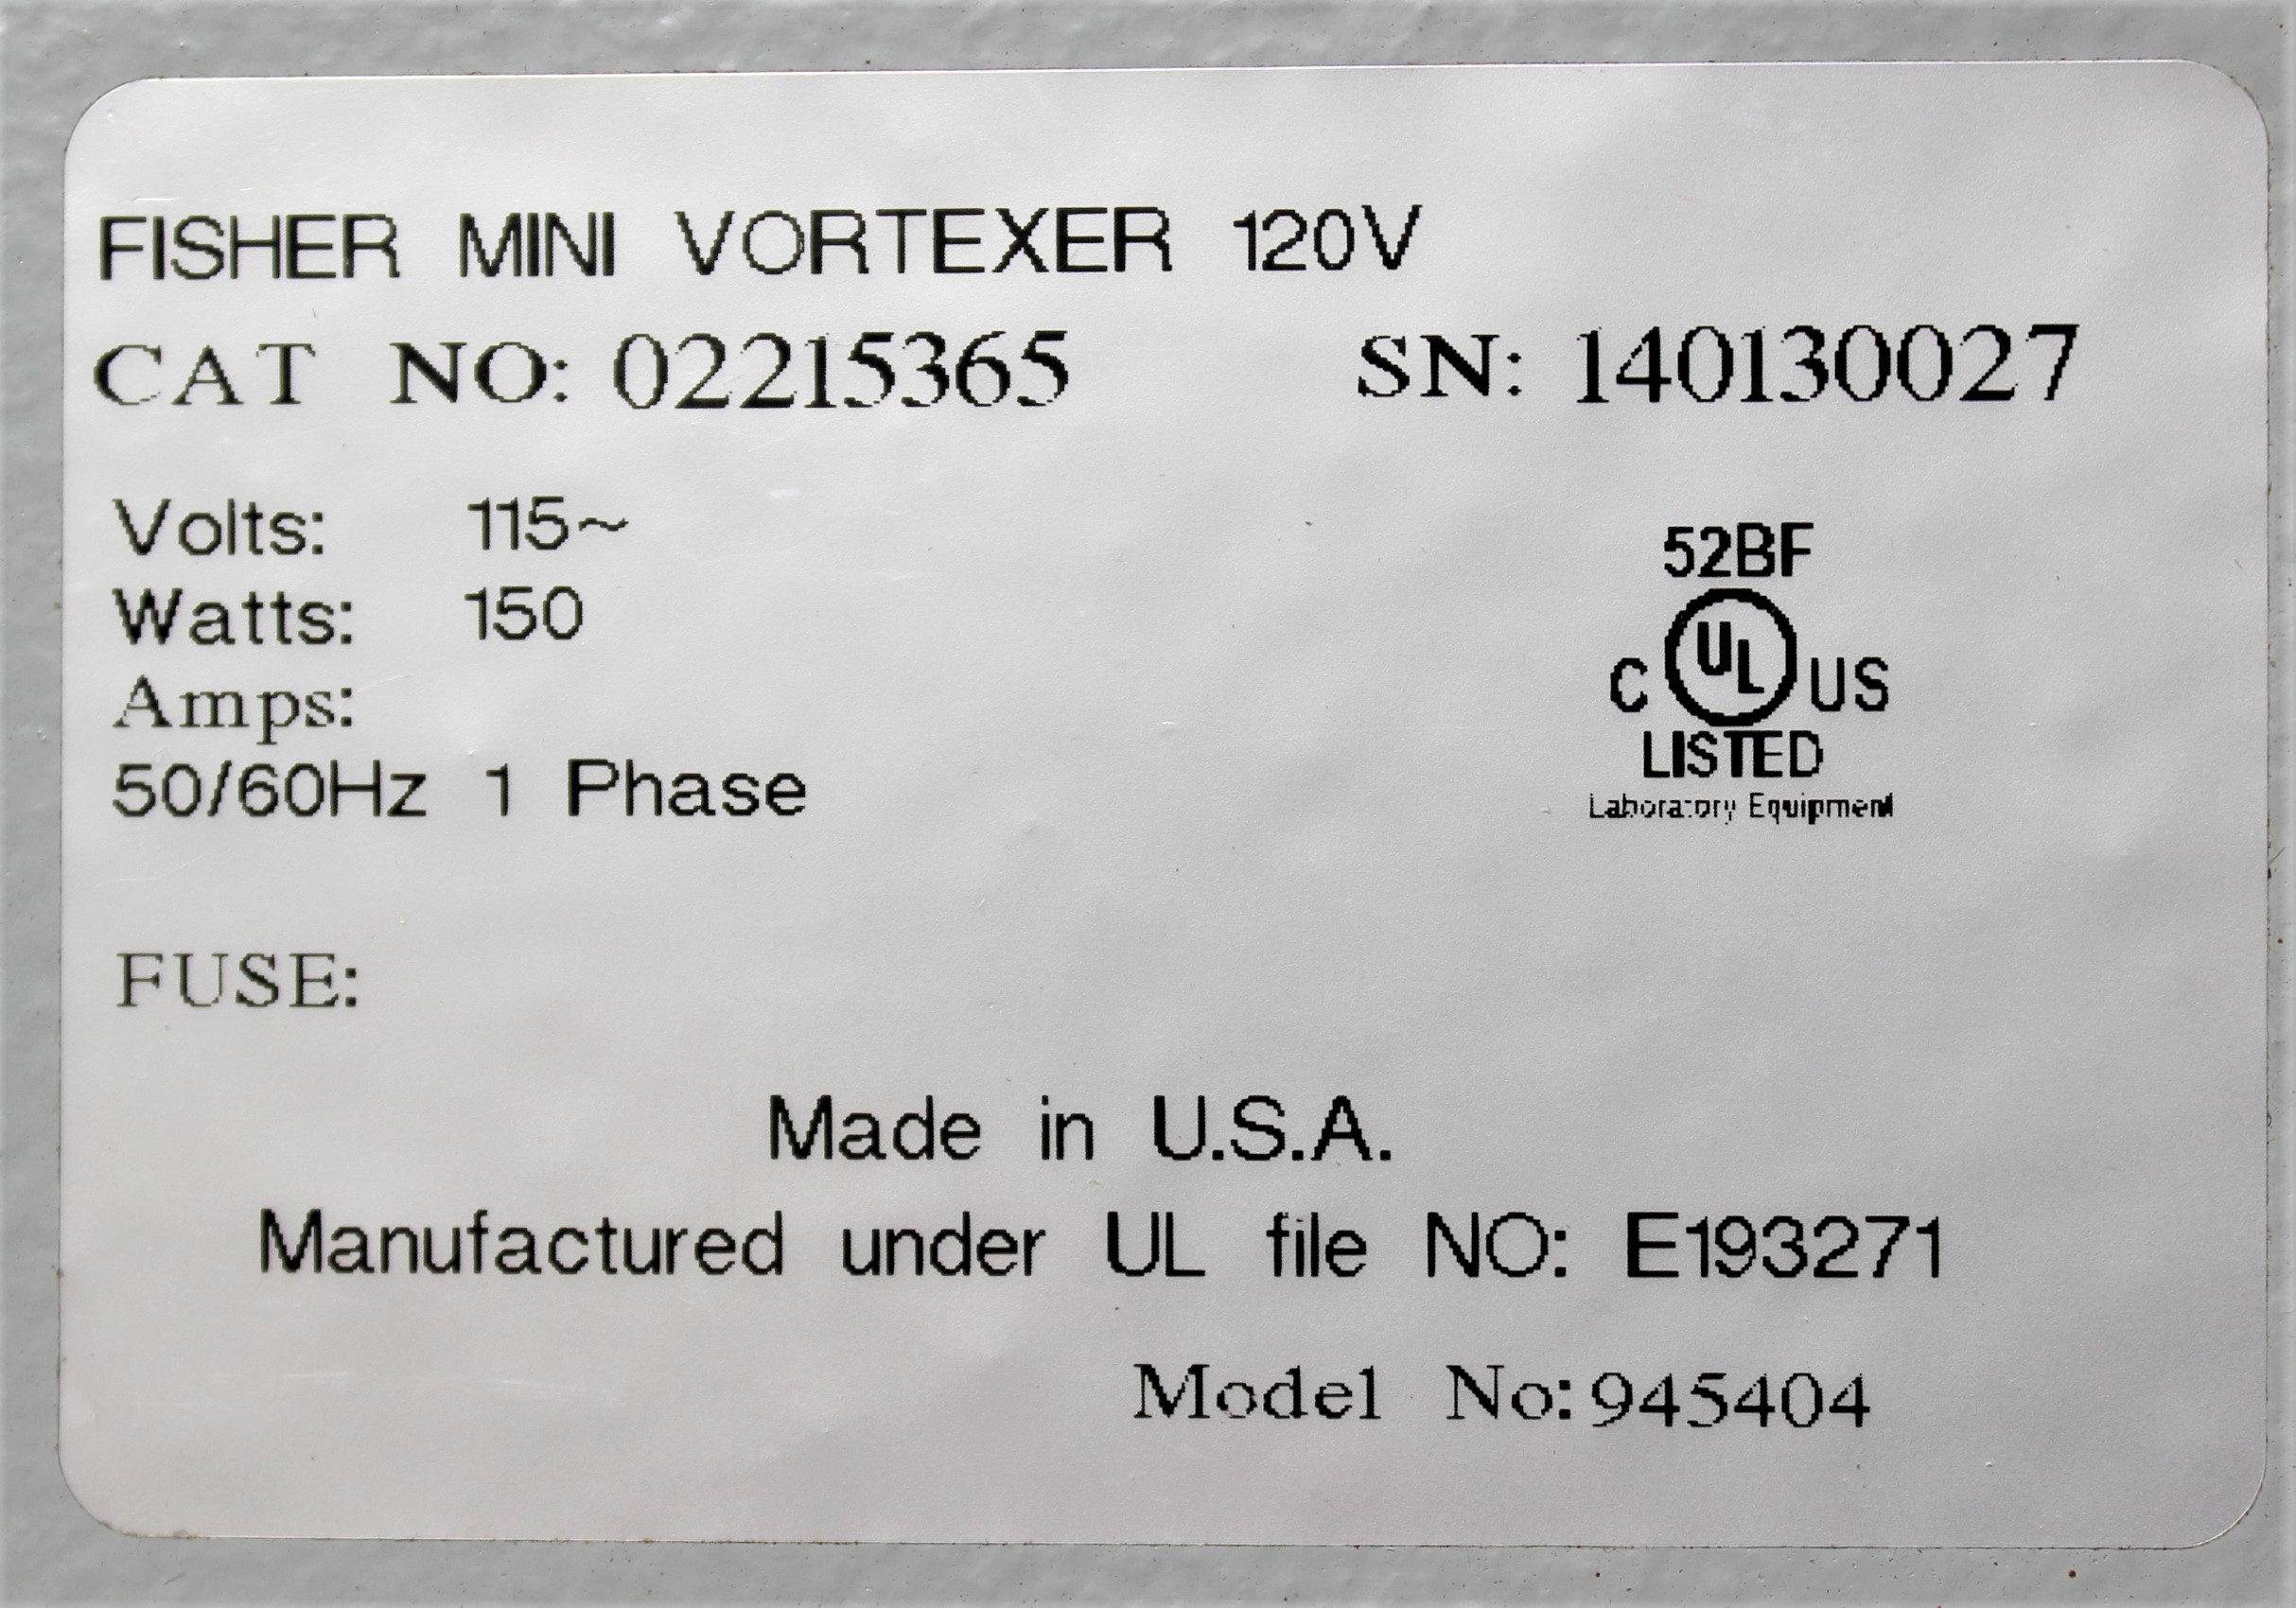 FISHER MINI VORTEXER 120V
CAT NO: 02215365 SN: 140130027
Volts: 115~
Watts: 150
Amps:
50/60Hz 1 Phase
52BF
C UL US
LISTED
Laboratory Equipment
FUSE:
Made in U.S.A.
Manufactured under UL file NO: E193271
Model No: 945404